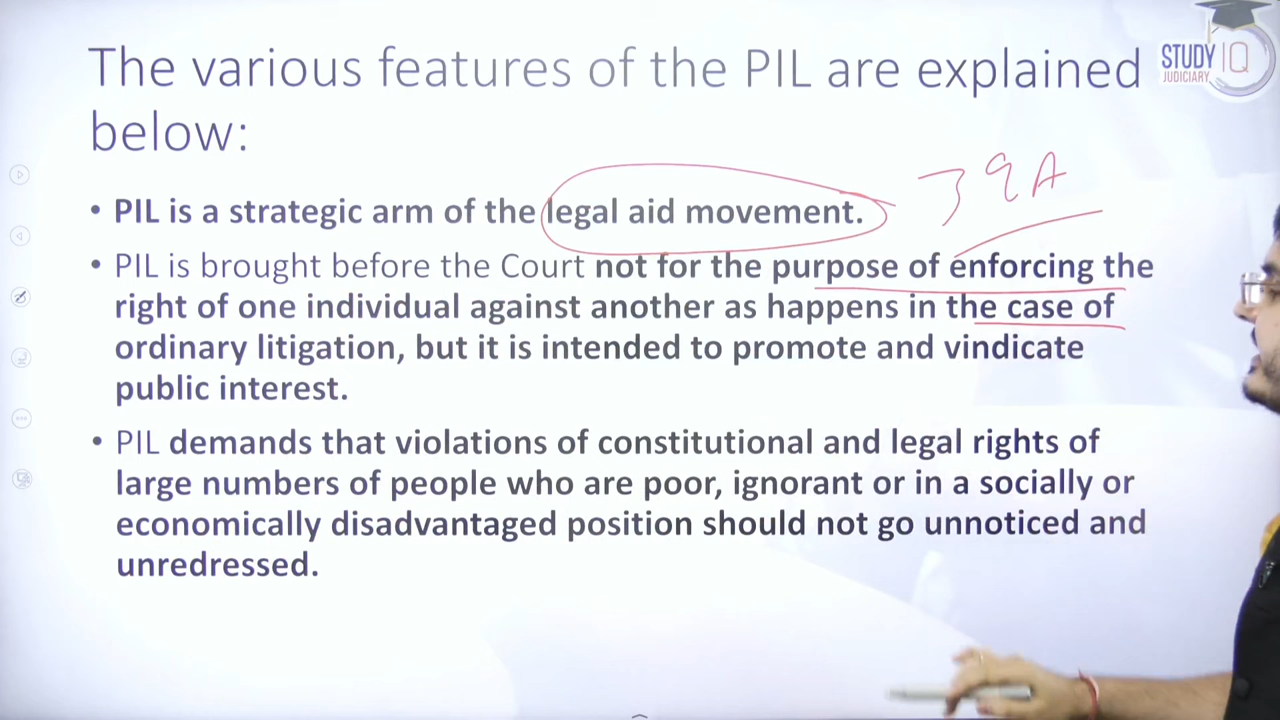 The various features of the PIL are explained
below:
STUDY IQ
JUDICIARY
39A
• PIL is a strategic arm of the legal aid movement.
• PIL is brought before the Court not for the purpose of enforcing the
right of one individual against another as happens in the case of
ordinary litigation, but it is intended to promote and vindicate
public interest.
• PIL demands that violations of constitutional and legal rights of
large numbers of people who are poor, ignorant or in a socially or
economically disadvantaged position should not go unnoticed and
unredressed.